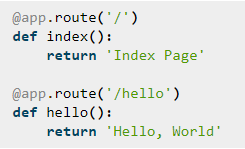 @app.route('/')
def index():
    return 'Index Page'

@app.route('/hello')
def hello():
    return 'Hello, World'